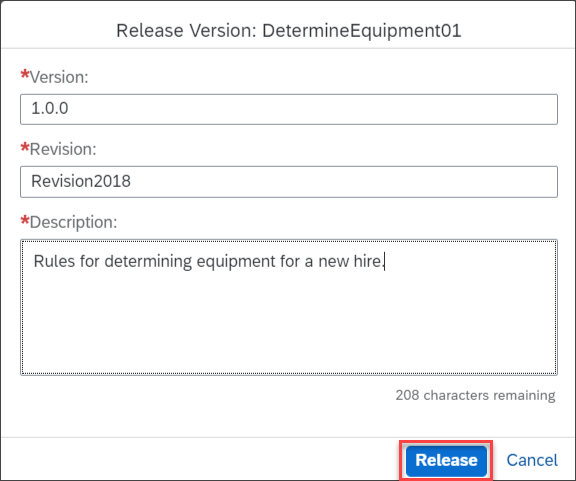 Release Version: DetermineEquipment01
*Version:
1.0.0
*Revision:
Revision2018
*Description:
Rules for determining equipment for a new hire.
208 characters remaining
Release Cancel